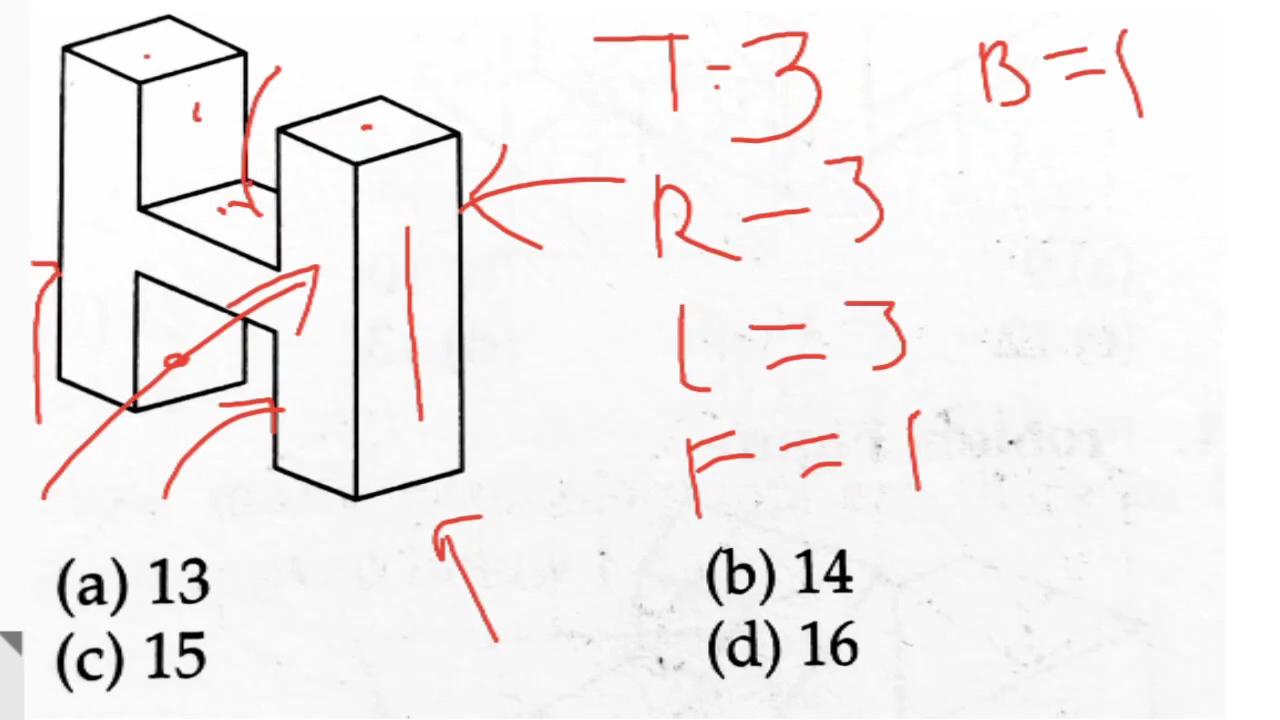 T = 3 B = 1
R - 3
L = 3
F = 1
(a) 13 (b) 14
(c) 15 (d) 16